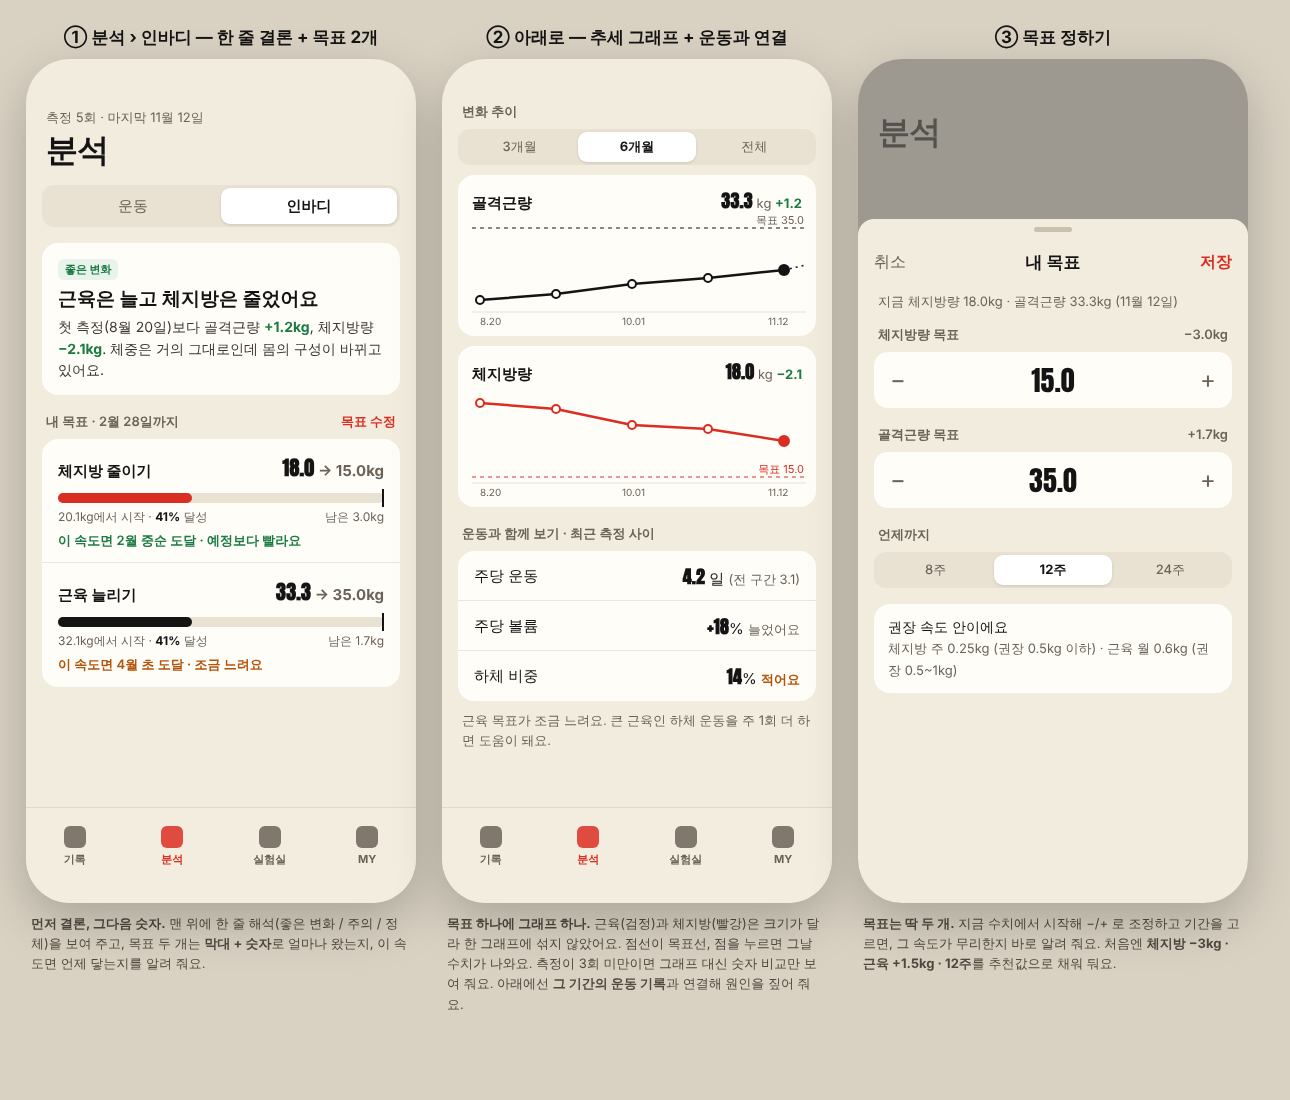 ① 분석 › 인바디 — 한 줄 결론 + 목표 2개
측정 5회 · 마지막 11월 12일
분석
운동
인바디
좋은 변화
근육은 늘고 체지방은 줄었어요
첫 측정(8월 20일)보다 골격근량 +1.2kg, 체지방량
−2.1kg. 체중은 거의 그대로인데 몸의 구성이 바뀌고
있어요.
내 목표 · 2월 28일까지
목표 수정
체지방 줄이기
18.0 → 15.0kg
20.1kg에서 시작 · 41% 달성
남은 3.0kg
이 속도면 2월 중순 도달 · 예정보다 빨라요
근육 늘리기
33.3 → 35.0kg
32.1kg에서 시작 · 41% 달성
남은 1.7kg
이 속도면 4월 초 도달 · 조금 느려요
기록
분석
실험실
MY
먼저 결론, 그다음 숫자. 맨 위에 한 줄 해석(좋은 변화 / 주의 / 정
체)을 보여 주고, 목표 두 개는 막대 + 숫자로 얼마나 왔는지, 이 속
도면 언제 닿는지를 알려 줘요.
② 아래로 — 추세 그래프 + 운동과 연결
변화 추이
3개월
6개월
전체
골격근량
33.3 kg +1.2
목표 35.0
8.20
10.01
11.12
체지방량
18.0 kg −2.1
목표 15.0
8.20
10.01
11.12
운동과 함께 보기 · 최근 측정 사이
주당 운동
4.2 일 (전 구간 3.1)
주당 볼륨
+18% 늘었어요
하체 비중
14% 적어요
근육 목표가 조금 느려요. 큰 근육인 하체 운동을 주 1회 더 하
면 도움이 돼요.
기록
분석
실험실
MY
목표 하나에 그래프 하나. 근육(검정)과 체지방(빨강)은 크기가 달
라 한 그래프에 섞지 않았어요. 점선이 목표선, 점을 누르면 그날
수치가 나와요. 측정이 3회 미만이면 그래프 대신 숫자 비교만 보
여 줘요. 아래에선 그 기간의 운동 기록과 연결해 원인을 짚어 줘
요.
③ 목표 정하기
분석
취소
내 목표
저장
지금 체지방량 18.0kg · 골격근량 33.3kg (11월 12일)
체지방량 목표
−3.0kg
−
15.0
+
골격근량 목표
+1.7kg
−
35.0
+
언제까지
8주
12주
24주
권장 속도 안이에요
체지방 주 0.25kg (권장 0.5kg 이하) · 근육 월 0.6kg (권
장 0.5~1kg)
목표는 딱 두 개. 지금 수치에서 시작해 −/+ 로 조정하고 기간을 고
르면, 그 속도가 무리한지 바로 알려 줘요. 처음엔 체지방 −3kg ·
근육 +1.5kg · 12주를 추천값으로 채워 둬요.